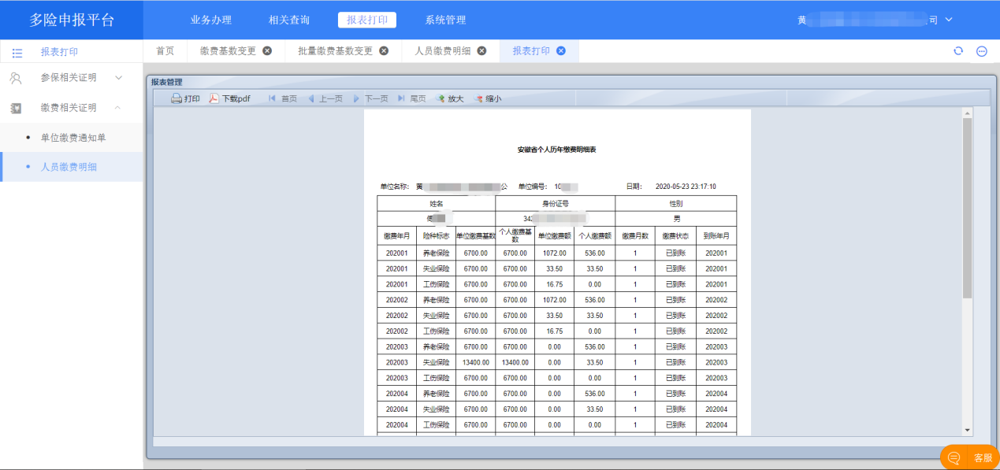 多险申报平台 业务办理 相关查询 报表打印 系统管理 黄 司
报表打印 首页 缴费基数变更 批量缴费基数变更 人员缴费明细 报表打印
参保相关证明
缴费相关证明
单位缴费通知单
人员缴费明细
报表管理
打印 下载pdf 首页 上一页 下一页 尾页 放大 缩小
安徽省个人历年缴费明细表
单位名称： 黄 公 单位编号： 10 日期： 2020-05-23 23:17:10
姓名 身份证号 性别
傅 342 男
缴费年月 险种标志 单位缴费基数 个人缴费基数 单位缴费额 个人缴费额 缴费月数 缴费状态 到账年月
202001 养老保险 6700.00 6700.00 1072.00 536.00 1 已到账 202001
202001 失业保险 6700.00 6700.00 33.50 33.50 1 已到账 202001
202001 工伤保险 6700.00 6700.00 16.75 0.00 1 已到账 202001
202002 养老保险 6700.00 6700.00 1072.00 536.00 1 已到账 202002
202002 失业保险 6700.00 6700.00 33.50 33.50 1 已到账 202002
202002 工伤保险 6700.00 6700.00 16.75 0.00 1 已到账 202002
202003 养老保险 6700.00 6700.00 0.00 536.00 1 已到账 202003
202003 失业保险 13400.00 13400.00 0.00 33.50 1 已到账 202003
202003 工伤保险 6700.00 6700.00 0.00 0.00 1 已到账 202003
202004 养老保险 6700.00 6700.00 0.00 536.00 1 已到账 202004
202004 失业保险 6700.00 6700.00 0.00 33.50 1 已到账 202004
202004 工伤保险 6700.00 6700.00 0.00 0.00 1 已到账 202004
客服